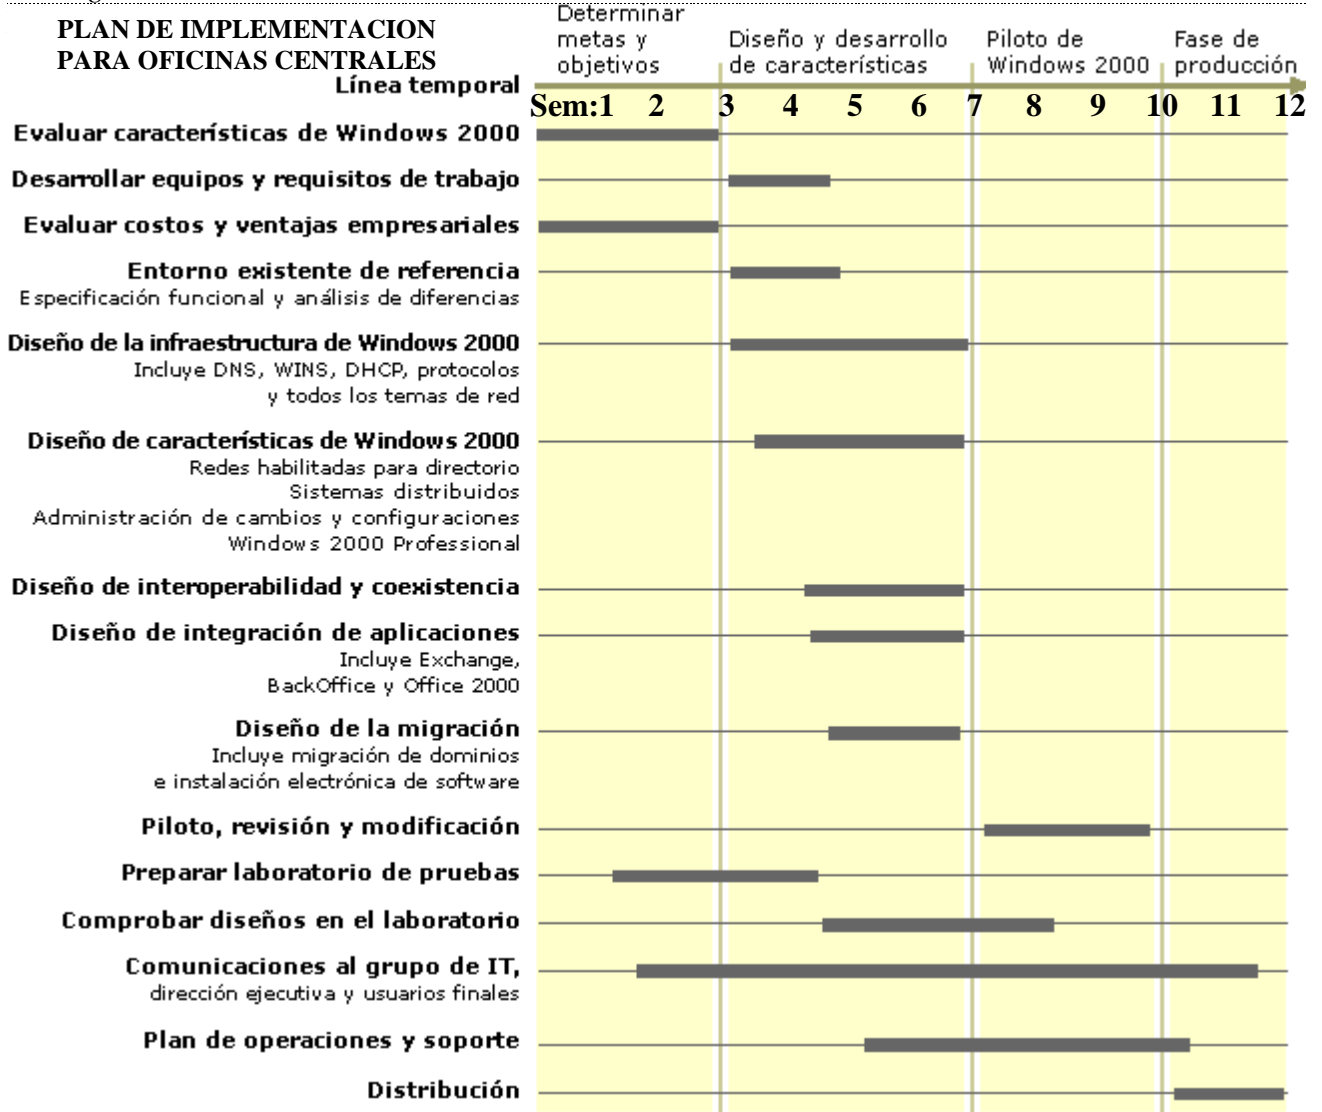 PLAN DE IMPLEMENTACION
PARA OFICINAS CENTRALES
Determinar
metas y
objetivos
Diseño y desarrollo
de características
Piloto de
Windows 2000
Fase de
producción
Línea temporal
Sem:1 2 3 4 5 6 7 8 9 10 11 12
Evaluar características de Windows 2000
Desarrollar equipos y requisitos de trabajo
Evaluar costos y ventajas empresariales
Entorno existente de referencia
Especificación funcional y análisis de diferencias
Diseño de la infraestructura de Windows 2000
Incluye DNS, WINS, DHCP, protocolos
y todos los temas de red
Diseño de características de Windows 2000
Redes habilitadas para directorio
Sistemas distribuidos
Administración de cambios y configuraciones
Windows 2000 Professional
Diseño de interoperabilidad y coexistencia
Diseño de integración de aplicaciones
Incluye Exchange,
BackOffice y Office 2000
Diseño de la migración
Incluye migración de dominios
e instalación electrónica de software
Piloto, revisión y modificación
Preparar laboratorio de pruebas
Comprobar diseños en el laboratorio
Comunicaciones al grupo de IT,
dirección ejecutiva y usuarios finales
Plan de operaciones y soporte
Distribución